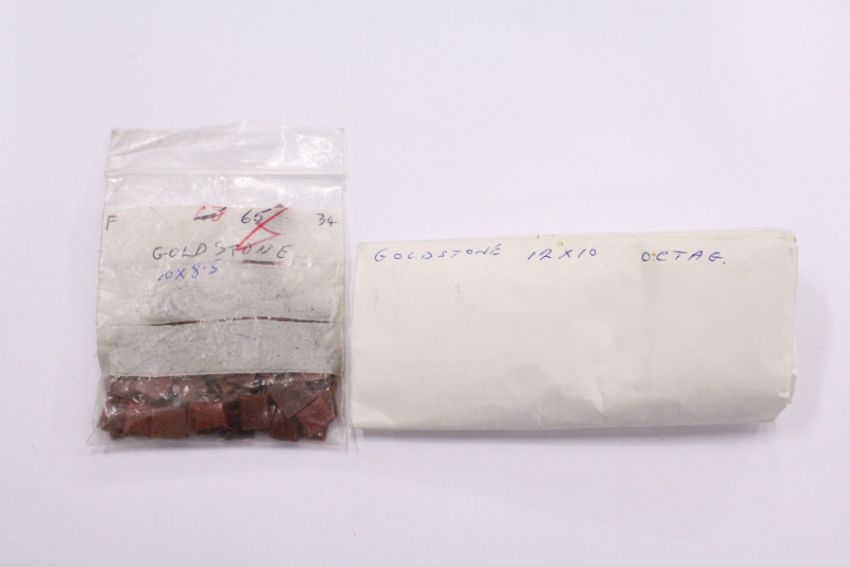 F 65 34
GOLDSTONE
10X8.5
GOLDSTONE 12X10 OCTAG.